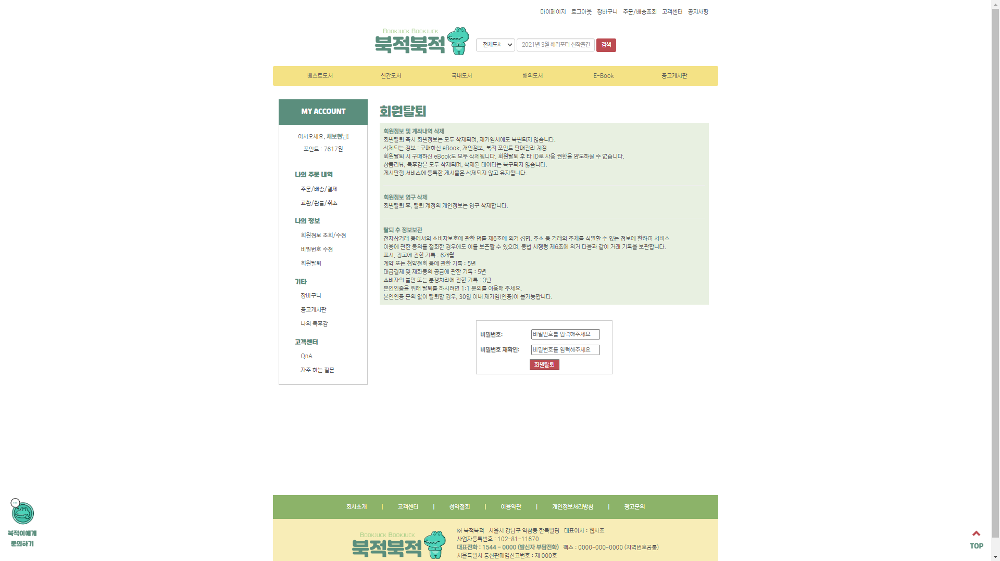 마이페이지 로그아웃 장바구니 주문/배송조회 고객센터 공지사항
BOOKJUCK BOOKJUCK
북적북적
전체도서 2021년 3월 해리포터 신작출간 검색
베스트도서 신간도서 국내도서 해외도서 E-Book 중고게시판
MY ACCOUNT
어서오세요, 채보현님!
포인트 : 7617원
나의 주문 내역
주문/배송/결제
교환/환불/취소
나의 정보
회원정보 조회/수정
비밀번호 수정
회원탈퇴
기타
장바구니
중고게시판
나의 독후감
고객센터
QnA
자주 하는 질문
회원탈퇴
회원정보 및 계좌내역 삭제
회원탈퇴 즉시 회원정보는 모두 삭제되며, 재가입시에도 복원되지 않습니다.
삭제되는 정보 : 구매하신 eBook, 개인정보, 북적 포인트 판매관리 계정
회원탈퇴 시 구매하신 eBook도 모두 삭제됩니다. 회원탈퇴 후 타 ID로 사용 권한을 양도하실 수 없습니다.
상품리뷰, 독후감은 모두 삭제되며, 삭제된 데이터는 복구되지 않습니다.
게시판형 서비스에 등록한 게시물은 삭제되지 않고 유지됩니다.
회원정보 영구 삭제
회원탈퇴 후, 탈퇴 계정의 개인정보는 영구 삭제합니다.
탈퇴 후 정보보관
전자상거래 등에서의 소비자보호에 관한 법률 제6조에 의거 성명, 주소 등 거래의 주체를 식별할 수 있는 정보에 한하여 서비스
이용에 관한 동의를 철회한 경우에도 이를 보존할 수 있으며, 동법 시행령 제6조에 의거 다음과 같이 거래 기록을 보관합니다.
표시, 광고에 관한 기록 : 6개월
계약 또는 청약철회 등에 관한 기록 : 5년
대금결제 및 재화등의 공급에 관한 기록 : 5년
소비자의 불만 또는 분쟁처리에 관한 기록 : 3년
본인인증을 위해 탈퇴를 하시려면 1:1 문의를 이용해 주세요.
본인인증 문의 없이 탈퇴할 경우, 30일 이내 재가입(인증)이 불가능합니다.
비밀번호: 비밀번호를 입력해주세요
비밀번호 재확인: 비밀번호를 입력해주세요
회원탈퇴
북적이에게
문의하기
TOP
회사소개 | 고객센터 | 청약철회 | 이용약관 | 개인정보처리방침 | 광고문의
BOOKJUCK BOOKJUCK
북적북적
㈜ 북적북적 서울시 강남구 역삼동 한독빌딩 대표이사 : 웹사조
사업자등록번호 : 102-81-11670
대표전화 : 1544 - 0000 (발신자 부담전화) 팩스 : 0000-000-0000 (지역번호공통)
서울특별시 통신판매업신고번호 : 제 000호